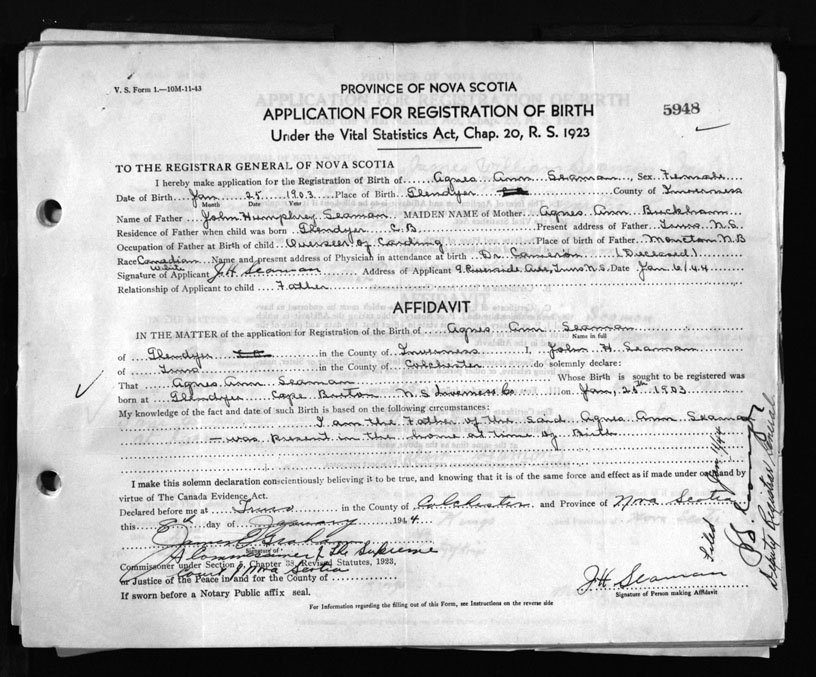 V. S. Form 1.—10M-11-43
PROVINCE OF NOVA SCOTIA
APPLICATION FOR REGISTRATION OF BIRTH
5948
Under the Vital Statistics Act, Chap. 20, R. S. 1923
TO THE REGISTRAR GENERAL OF NOVA SCOTIA
I hereby make application for the Registration of Birth of Agnes Ann Seaman, Sex Female
Date of Birth Jan 25 1903 Place of Birth Glendyer County of Inverness
Month Date Year
Name of Father John Humphrey Seaman MAIDEN NAME of Mother Agnes Ann Buckham
Residence of Father when child was born Glendyer C.B. Present address of Father Truro N.S.
Occupation of Father at Birth of child Overseer of Carding Place of Birth of Father Moncton N.B
Race Canadian Name and present address of Physician in attendance at birth Dr. Cameron (Deceased)
White
Signature of Applicant J.H. Seaman Address of Applicant 9 Riverside Ave, Truro N.S. Date Jan 6/44
Relationship of Applicant to child Father
AFFIDAVIT
IN THE MATTER of the application for Registration of the Birth of Agnes Ann Seaman
Name in full
of Glendyer in the County of Inverness I, John H. Seaman
of Truro in the County of Colchester do solemnly declare:
That Agnes Ann Seaman Whose Birth is sought to be registered was
born at Glendyer Cape Breton N.S Inverness Co on Jan, 25th 1903
My knowledge of the fact and date of such Birth is based on the following circumstances:
I am the Father of the Said Agnes Ann Seaman
— was present in the home at time of Birth
I make this solemn declaration conscientiously believing it to be true, and knowing that it is of the same force and effect as if made under oath and by
virtue of The Canada Evidence Act.
Declared before me at Truro in the County of Colchester and Province of Nova Scotia
this 8th day of January 1944
James E Graham
Signature of
A Commissioner of The Supreme
Commissioner under Section Chapter 38, Revised Statutes, 1923,
Court of Nova Scotia
or Justice of the Peace in and for the County of
If sworn before a Notary Public affix seal.
J.H. Seaman
Signature of Person making Affidavit
For Information regarding the filling out of this Form, see Instructions on the reverse side
Filed Jan
Deputy Registrar General